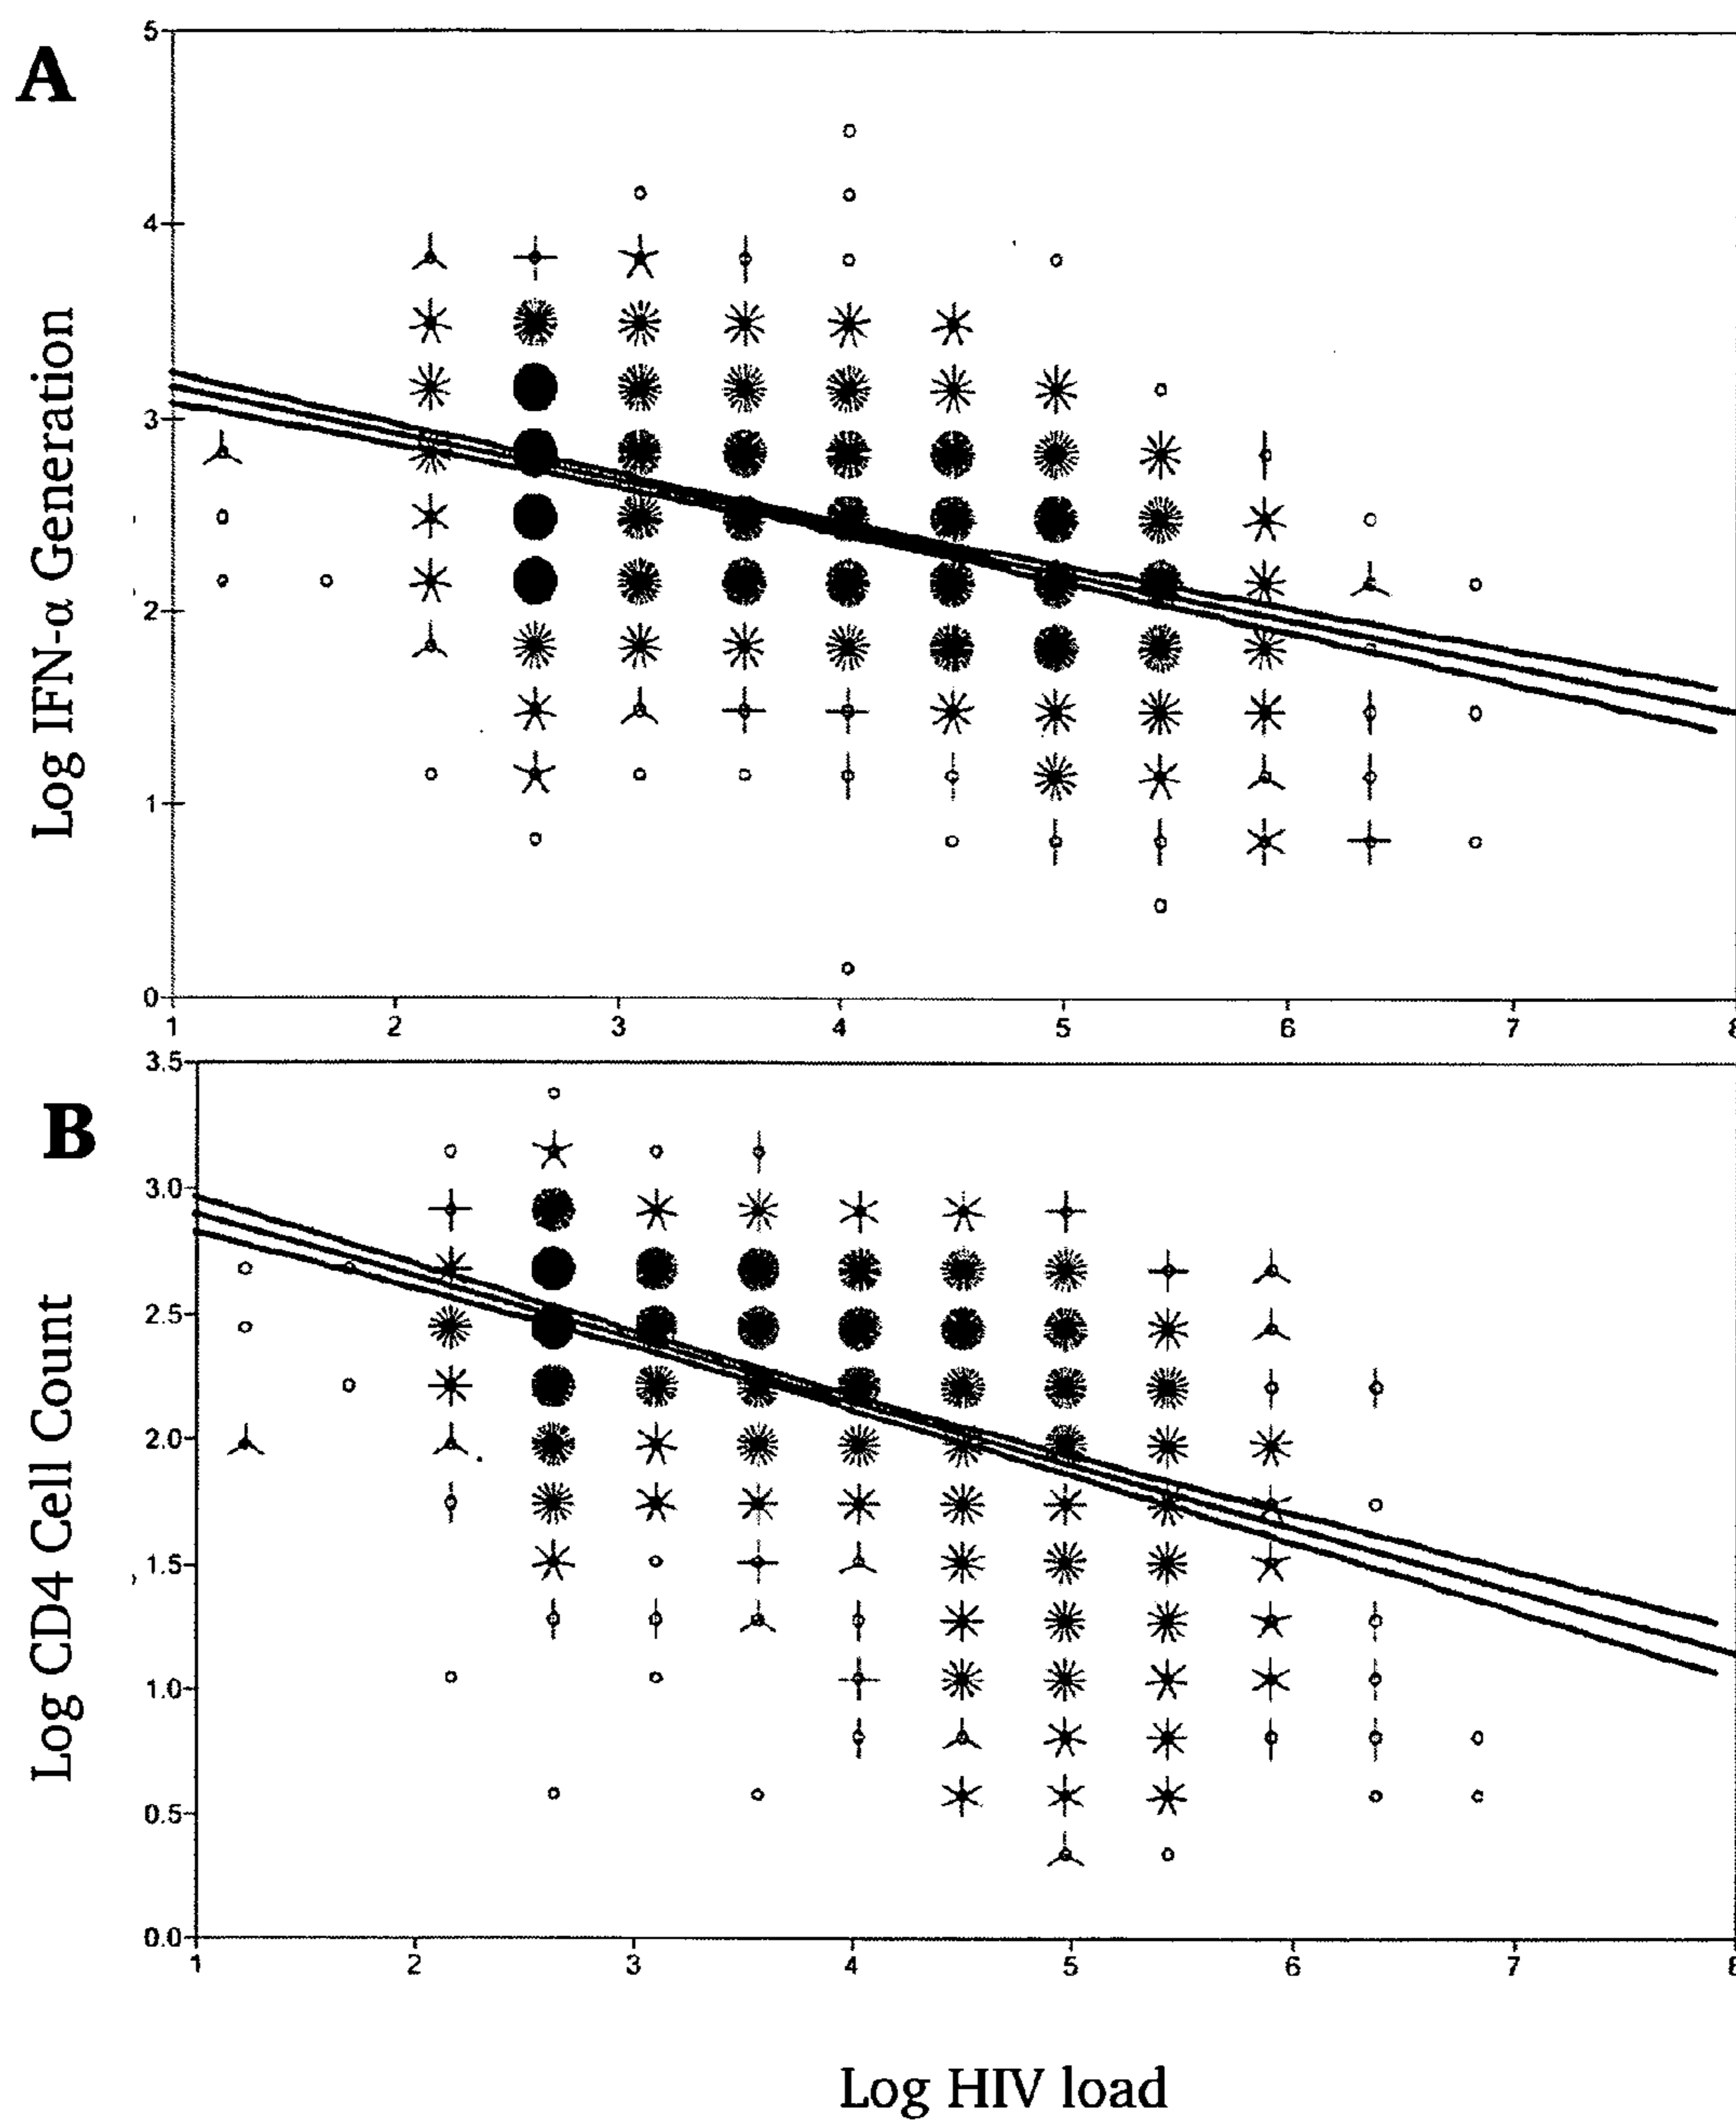 A
5
4
3
2
1
0
Log IFN-α Generation
1 2 3 4 5 6 7 8
B
3.5
3.0
2.5
2.0
1.5
1.0
0.5
0.0
Log CD4 Cell Count
1 2 3 4 5 6 7
Log HIV load